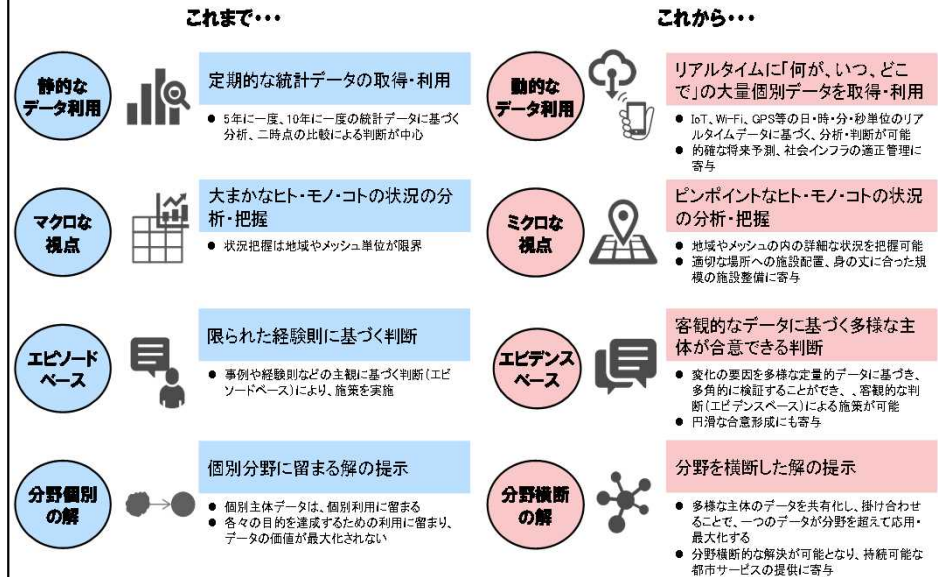 これまで・・・
静的な
データ利用
定期的な統計データの取得・利用
● 5年に一度、10年に一度の統計データに基づく
分析、二時点の比較による判断が中心
マクロな
視点
大まかなヒト・モノ・コトの状況の分
析・把握
● 状況把握は地域やメッシュ単位が限界
エピソード
ベース
限られた経験則に基づく判断
● 事例や経験則などの主観に基づく判断(エピ
ソードベース)により、施策を実施
分野個別
の解
個別分野に留まる解の提示
● 個別主体データは、個別利用に留まる
● 各々の目的を達成するための利用に留まり、
データの価値が最大化されない
これから・・・
動的な
データ利用
リアルタイムに「何が、いつ、どこ
で」の大量個別データを取得・利用
● IoT、Wi-Fi、GPS等の日・時・分・秒単位のリア
ルタイムデータに基づく、分析・判断が可能
● 的確な将来予測、社会インフラの適正管理に
寄与
ミクロな
視点
ピンポイントなヒト・モノ・コトの状況
の分析・把握
● 地域やメッシュの内の詳細な状況を把握可能
● 適切な場所への施設配置、身の丈に合った規
模の施設整備に寄与
エビデンス
ベース
客観的なデータに基づく多様な主
体が合意できる判断
● 変化の要因を多様な定量的データに基づき、
多角的に検証することができ、、客観的な判
断(エビデンスベース)による施策が可能
● 円滑な合意形成にも寄与
分野横断
の解
分野を横断した解の提示
● 多様な主体のデータを共有化し、掛け合わせ
ることで、一つのデータが分野を超えて応用・
最大化する
● 分野横断的な解決が可能となり、持続可能な
都市サービスの提供に寄与